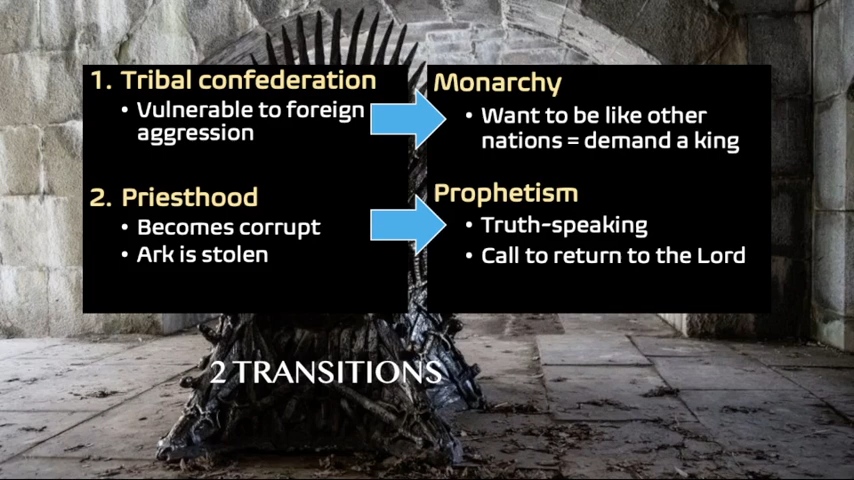 1. Tribal confederation
• Vulnerable to foreign
aggression
Monarchy
• Want to be like other
nations = demand a king
2. Priesthood
• Becomes corrupt
• Ark is stolen
Prophetism
• Truth-speaking
• Call to return to the Lord
2 TRANSITIONS